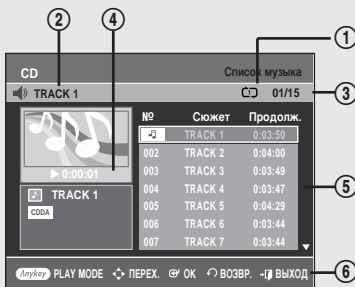 ② ④ ①
CD Список музыка
TRACK 1 01/15 ③
№ Сюжет Продолж.
TRACK 1 0:03:50
002 TRACK 2 0:04:00
003 TRACK 3 0:03:49
004 TRACK 4 0:03:47
005 TRACK 5 0:04:29
006 TRACK 6 0:03:44
007 TRACK 7 0:03:44
0:00:01
TRACK 1
CDDA
⑤
Anykey PLAY MODE ПЕРЕХ. OK ВОЗВР. ВЫХОД ⑥